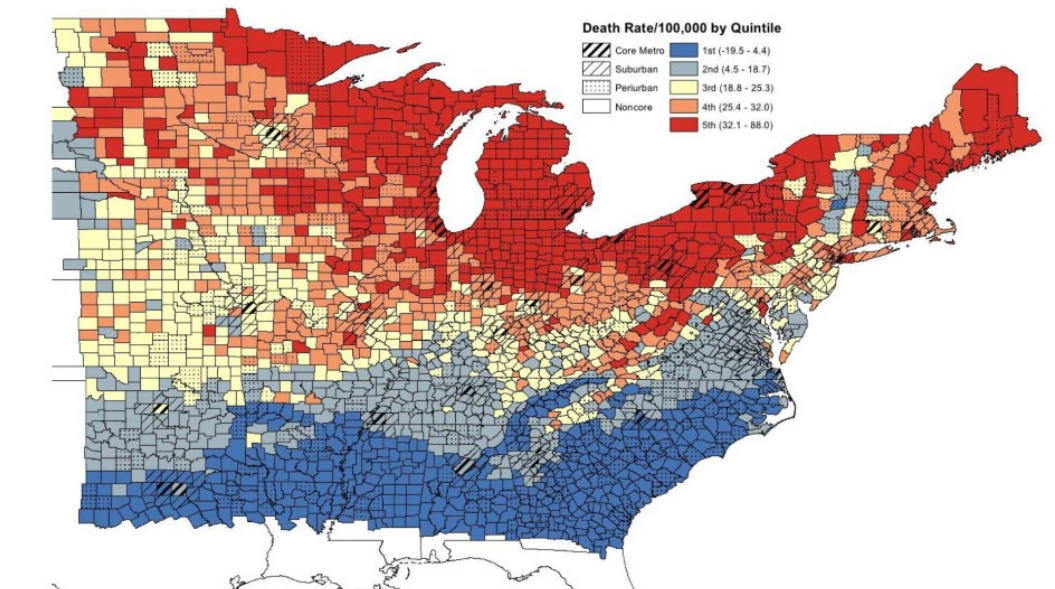 Death Rate/100,000 by Quintile
Core Metro 1st (-19.5 - 4.4)
Suburban 2nd (4.5 - 18.7)
Periurban 3rd (18.8 - 25.3)
Noncore 4th (25.4 - 32.0)
5th (32.1 - 88.0)